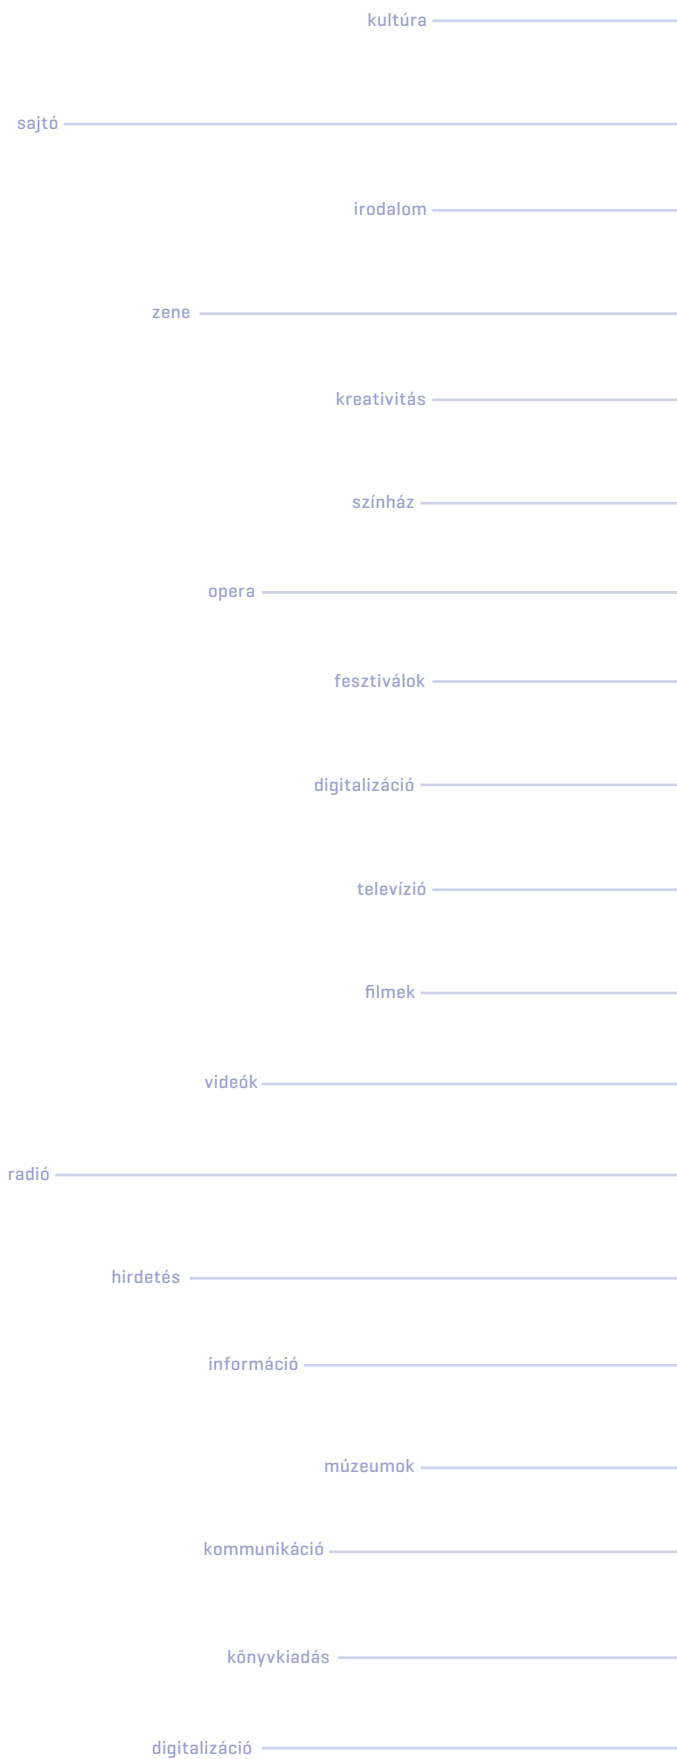 kultúra
sajtó
irodalom
zene
kreativitás
színház
opera
fesztiválok
digitalizáció
televízió
filmek
videók
radió
hirdetés
információ
múzeumok
kommunikáció
könyvkiadás
digitalizáció